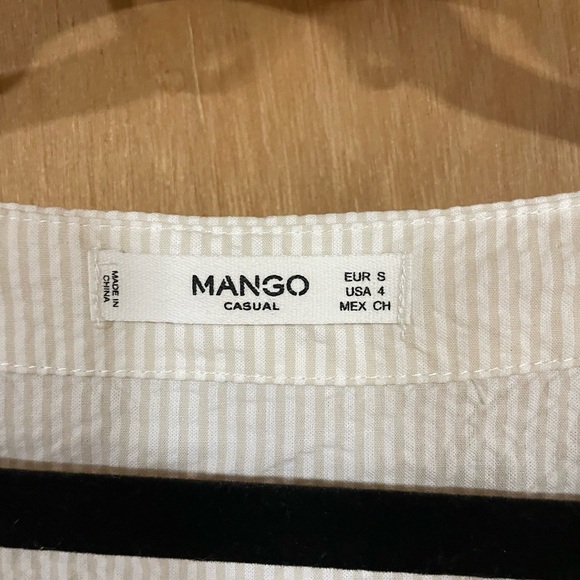 MADE IN
CHINA
MANGO
CASUAL
EUR S
USA 4
MEX CH